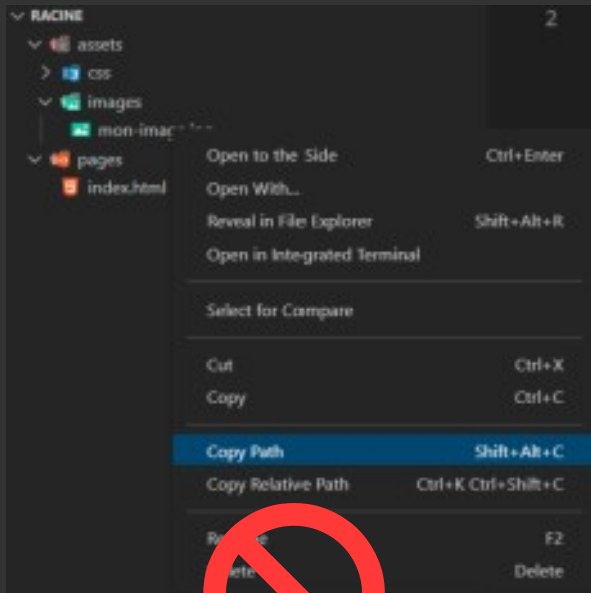 RACINE
2
assets
css
images
pages
index.html
Open to the Side Ctrl+Enter
Open With...
Reveal in File Explorer Shift+Alt+R
Open in Integrated Terminal
Select for Compare
Cut Ctrl+X
Copy Ctrl+C
Copy Path Shift+Alt+C
Copy Relative Path Ctrl+K Ctrl+Shift+C
F2
Delete